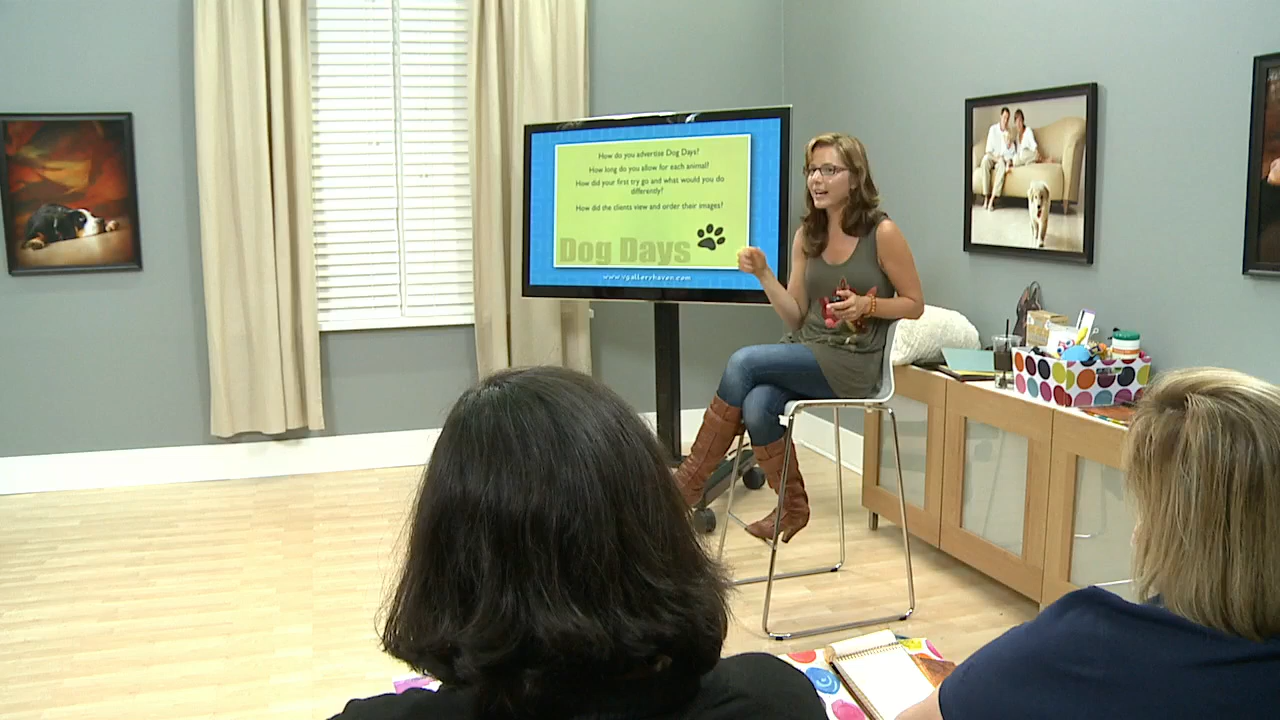 How do you advertise Dog Days?
How long do you allow for each animal?
How did your first try go and what would you do
differently?
How did the clients view and order their images?
Dog Days